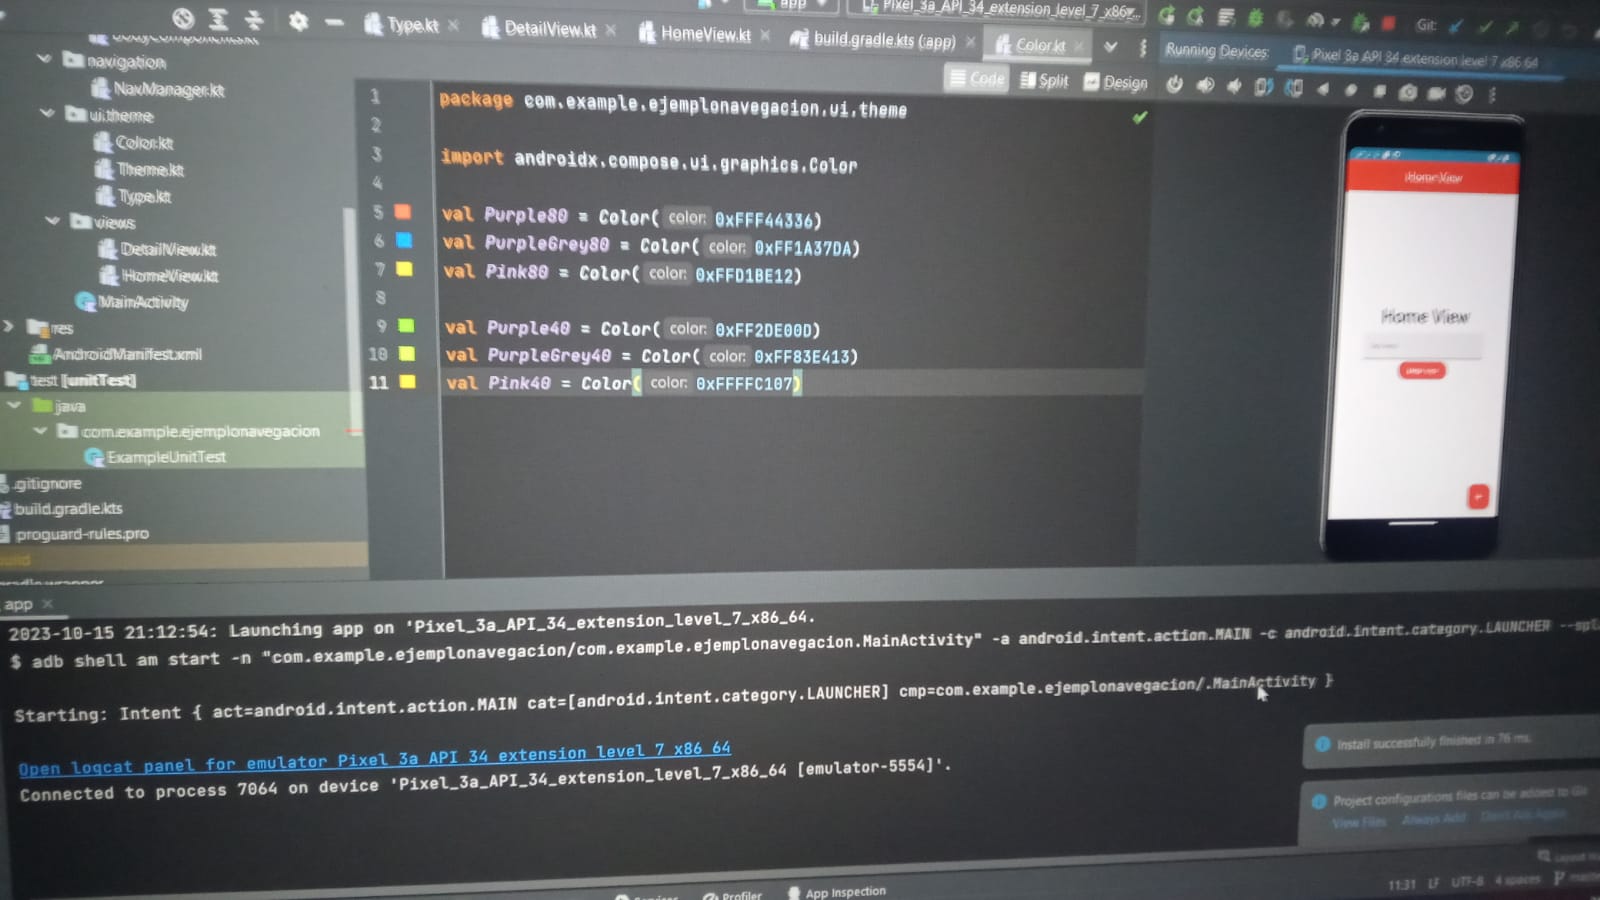 app
Pixel_3a_API_34_extension_level_7_x86_...
Git:
Type.kt
DetailView.kt
HomeView.kt
build.gradle.kts (:app)
Color.kt
Running Devices:
Pixel 3a API 34 extension level 7 x86 64
Code
Split
Design
navigation
NavManager.kt
ui.theme
Color.kt
Theme.kt
Type.kt
views
DetailView.kt
HomeView.kt
MainActivity
res
AndroidManifest.xml
test [unitTest]
java
com.example.ejemplonavegacion
ExampleUnitTest
.gitignore
build.gradle.kts
proguard-rules.pro
build
1 package com.example.ejemplonavegacion.ui.theme
2
3 import androidx.compose.ui.graphics.Color
4
5 val Purple80 = Color( color: 0xFFF44336)
6 val PurpleGrey80 = Color( color: 0xFF1A37DA)
7 val Pink80 = Color( color: 0xFFD1BE12)
8
9 val Purple40 = Color( color: 0xFF2DE00D)
10 val PurpleGrey40 = Color( color: 0xFF83E413)
11 val Pink40 = Color( color: 0xFFFFC107)
Home View
Home View
app
2023-10-15 21:12:54: Launching app on 'Pixel_3a_API_34_extension_level_7_x86_64.
$ adb shell am start -n "com.example.ejemplonavegacion/com.example.ejemplonavegacion.MainActivity" -a android.intent.action.MAIN -c android.intent.category.LAUNCHER
Starting: Intent { act=android.intent.action.MAIN cat=[android.intent.category.LAUNCHER] cmp=com.example.ejemplonavegacion/.MainActivity }
Open logcat panel for emulator Pixel 3a API 34 extension level 7 x86 64
Connected to process 7064 on device 'Pixel_3a_API_34_extension_level_7_x86_64 [emulator-5554]'.
Install successfully finished in 76 ms.
Project configurations files can be added to Git
View Files Always Add Don't Ask Again
Services
Profiler
App Inspection
11:31 LF UTF-8 4 spaces